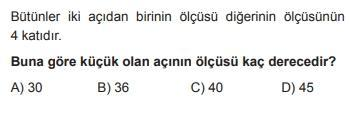 Bütünler iki açıdan birinin ölçüsü diğerinin ölçüsünün
4 katıdır.
Buna göre küçük olan açının ölçüsü kaç derecedir?
A) 30 B) 36 C) 40 D) 45